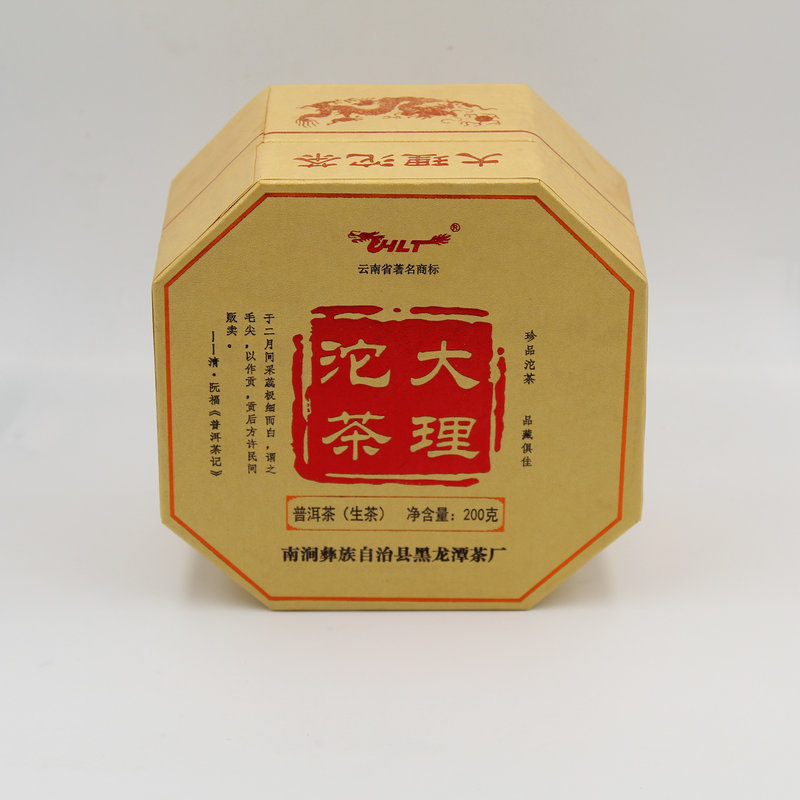 大理沱茶
HLT®
云南省著名商标
大理
沱茶
珍品沱茶 品藏俱佳
于二月间采蕊极细而白，谓之
毛尖，以作贡，贡后方许民间
贩卖。
——清·阮福《普洱茶记》
普洱茶（生茶） 净含量：200克
南涧彝族自治县黑龙潭茶厂